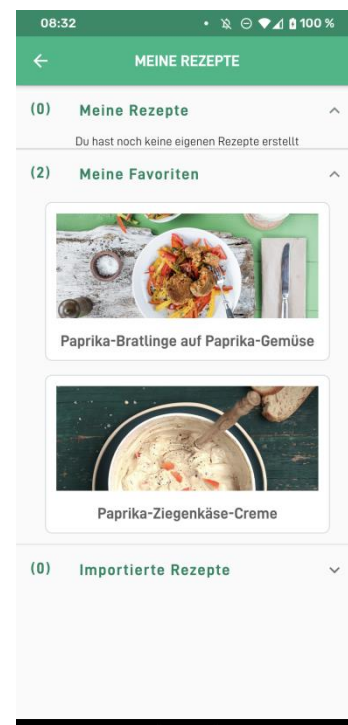 08:32
100 %
MEINE REZEPTE
(0) Meine Rezepte
Du hast noch keine eigenen Rezepte erstellt
(2) Meine Favoriten
Paprika-Bratlinge auf Paprika-Gemüse
Paprika-Ziegenkäse-Creme
(0) Importierte Rezepte